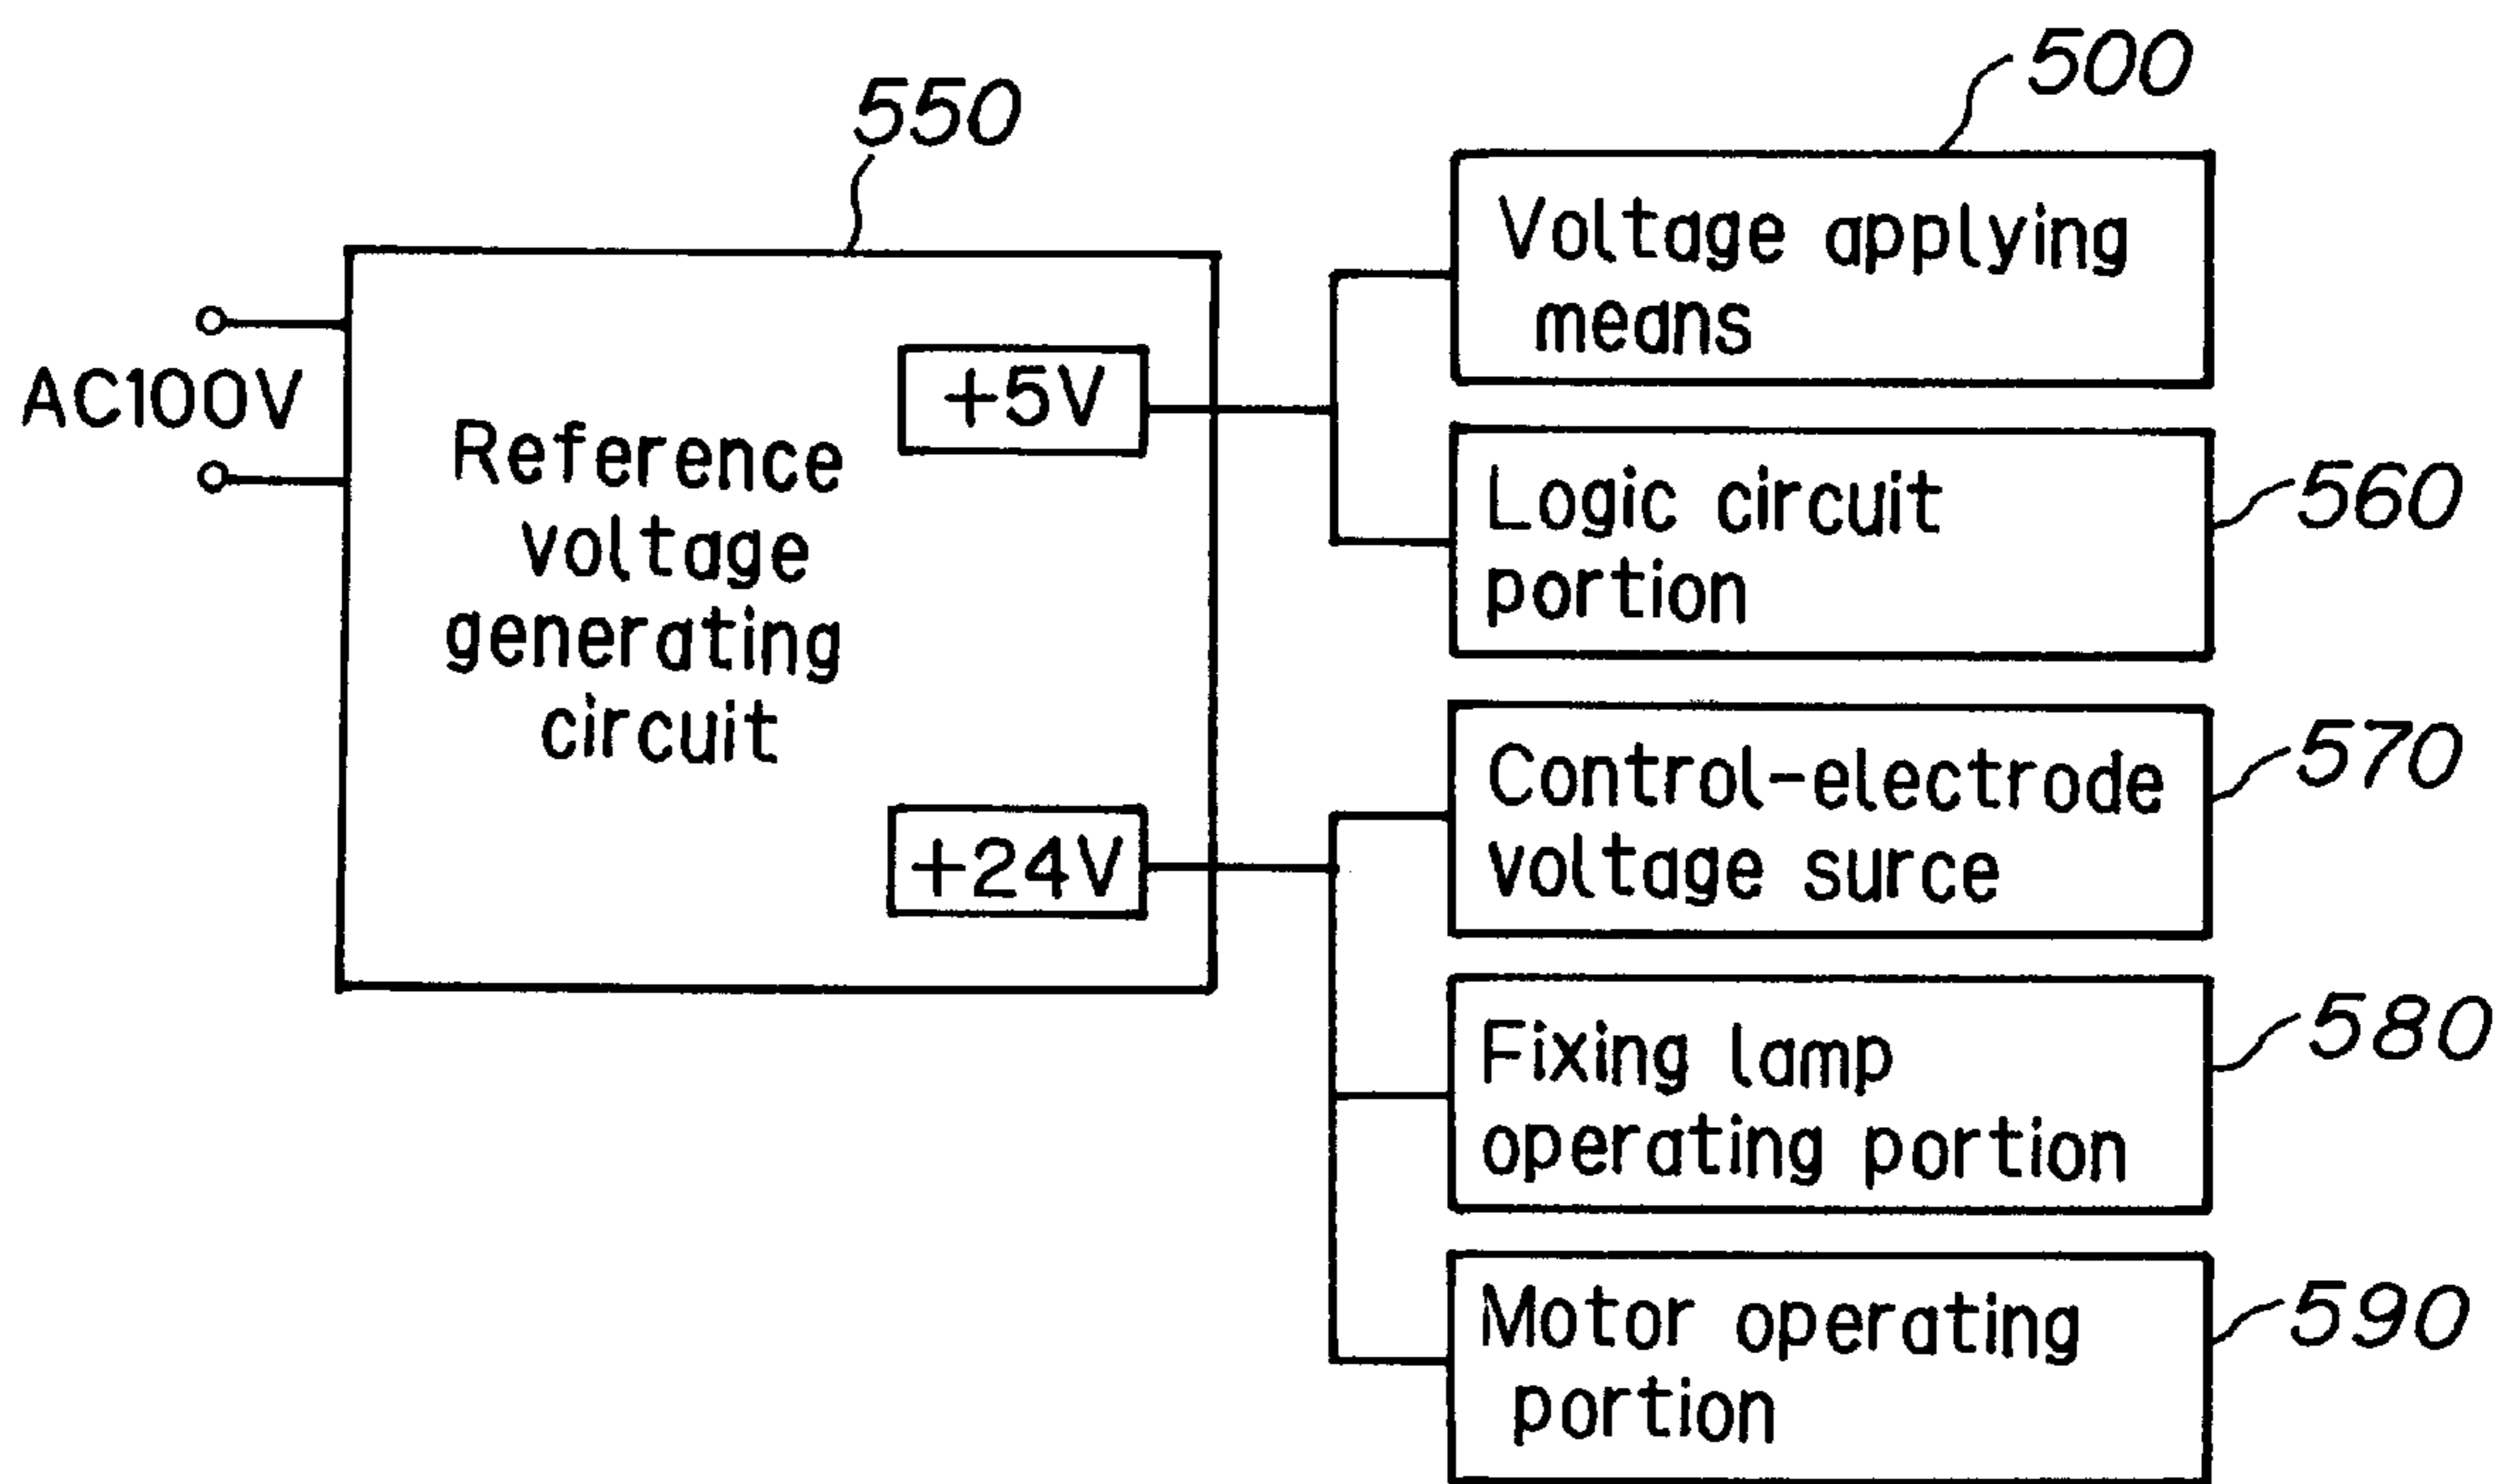 550
500
AC100V
Reference
voltage
generating
circuit
+5V
+24V
Voltage applying
means
Logic circuit
portion
560
Control-electrode
voltage surce
570
Fixing lamp
operating portion
580
Motor operating
portion
590